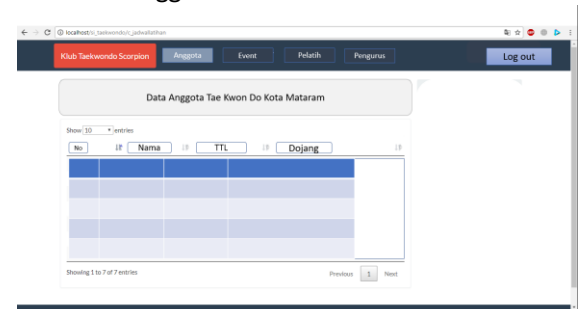 localhost/si_taekwondo/c_jadwallatihan
Klub Taekwondo Scorpion Anggota Event Pelatih Pengurus Log out
Data Anggota Tae Kwon Do Kota Mataram
Show 10 entries
No Nama TTL Dojang
Showing 1 to 7 of 7 entries Previous 1 Next